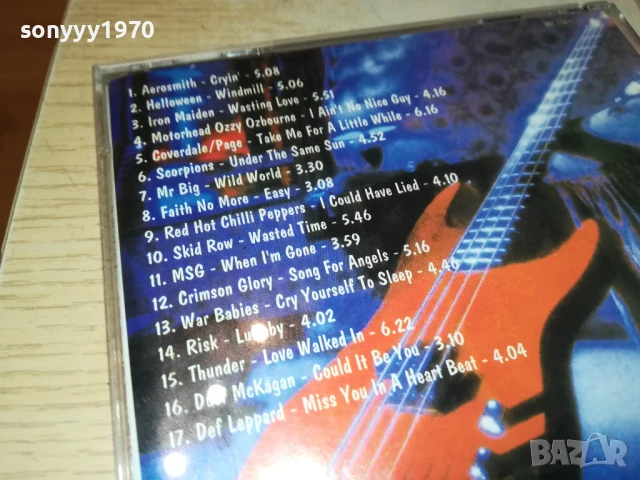 sonyyy1970
1. Aerosmith - Cryin' - 5.08
2. Helloween - Windmill - 5.06
3. Iron Maiden - Wasting Love - 5.51
4. Motorhead Ozzy Ozbourne - I Ain't No Nice Guy - 4.16
5. Coverdale/Page - Take Me For A Little While - 6.16
6. Scorpions - Under The Same Sun - 4.52
7. Mr Big - Wild World - 3.30
8. Faith No More - Easy - 3.08
9. Red Hot Chilli Peppers - I Could Have Lied - 4.10
10. Skid Row - Wasted Time - 5.46
11. MSG - When I'm Gone - 3.59
12. Crimson Glory - Song For Angels - 5.16
13. War Babies - Cry Yourself To Sleep - 4.40
14. Risk - Lullaby - 4.02
15. Thunder - Love Walked In - 6.22
16. Duff McKagan - Could It Be You - 3.10
17. Def Leppard - Miss You In A Heart Beat - 4.04
BAZAR